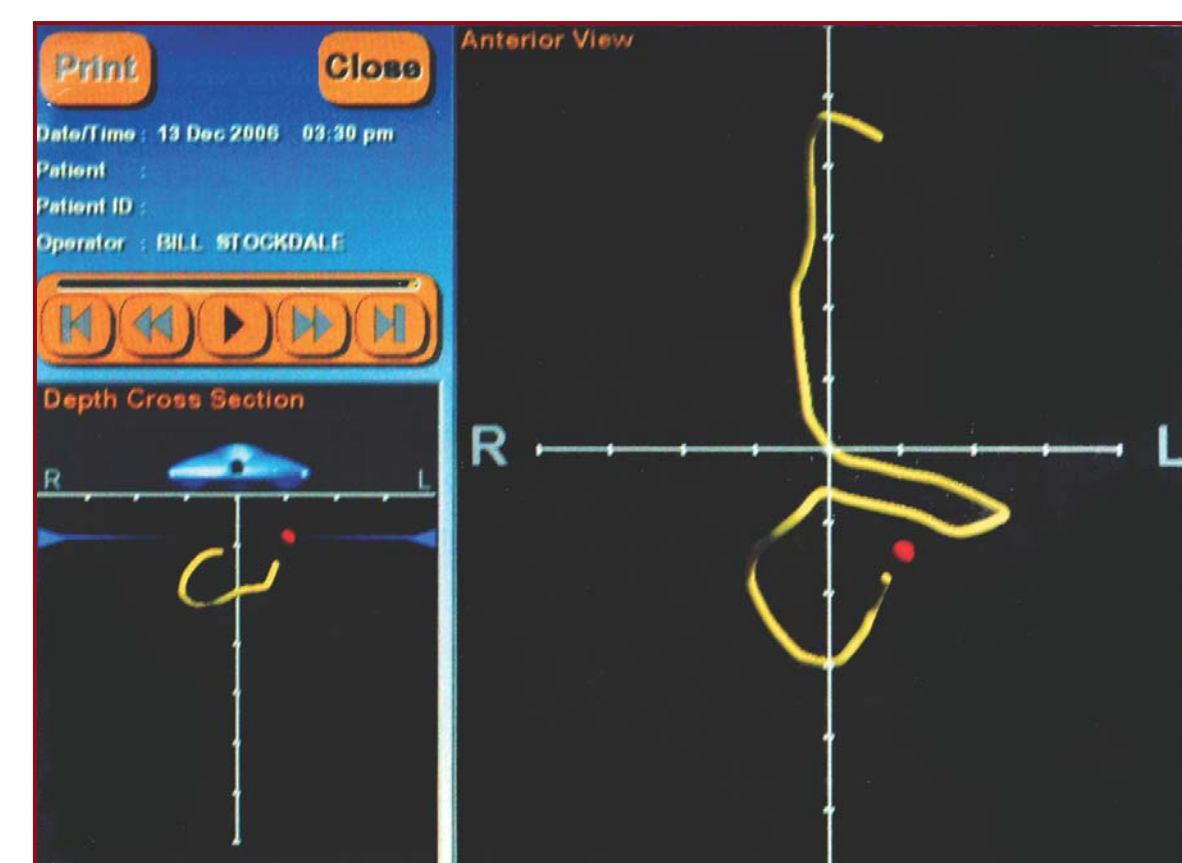 Print
Close
Date/Time : 13 Dec 2006 03:30 pm
Patient :
Patient ID :
Operator : BILL STOCKDALE
Depth Cross Section
R
L
Anterior View
R
L